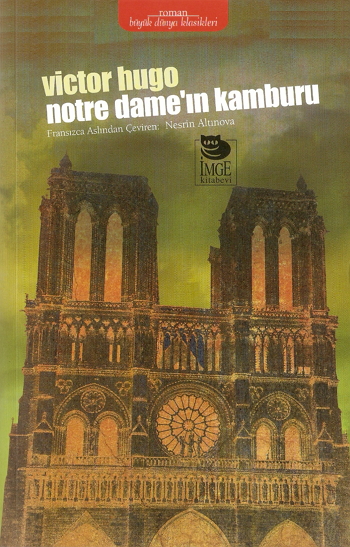 roman
büyük dünya klasikleri
victor hugo
notre dame'ın kamburu
Fransızca Aslından Çeviren: Nesrin Altınova
İMGE
kitabevi